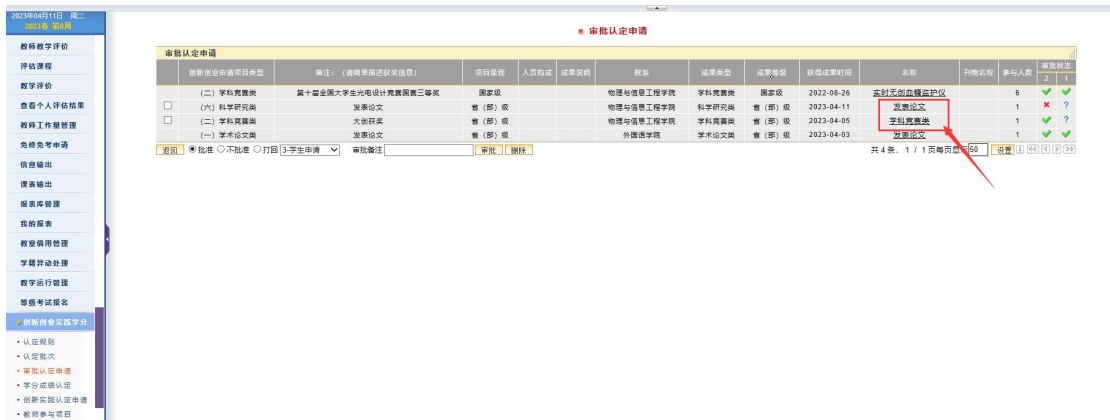 2023年04月11日 周二
2023春 第9周
教师教学评价
评估课程
教学评价
查看个人评估结果
教师工作量管理
免修免考申请
信息输出
课表输出
报表库管理
我的报表
教室借用管理
学籍异动处理
教学运行管理
等级考试报名
创新创业实践学分
认定规则
认定批次
审批认定申请
学分成绩认定
创新实践认定申请
教师参与项目
审批认定申请
审批认定申请
创新创业申请项目类型 备注：（请简单描述获奖信息） 项目级别 人员构成 成果说明 院系 成果类型 成果等级 获得成果时间 名称 刊物名称 参与人数 审批状态
2 1
（二）学科竞赛类 第十届全国大学生光电设计竞赛国赛三等奖 国家级 物理与信息工程学院 学科竞赛类 国家级 2022-08-26 实时无创血糖监护仪 6
（六）科学研究类 发表论文 省（部）级 物理与信息工程学院 科学研究类 省（部）级 2023-04-11 发表论文 1 ?
（二）学科竞赛类 大创获奖 省（部）级 物理与信息工程学院 学科竞赛类 省（部）级 2023-04-05 学科竞赛类 1 ?
（一）学术论文类 发表论文 省（部）级 外国语学院 学术论文类 省（部）级 2023-04-03 发表论文 1
返回 批准 不批准 打回 3-学生申请 审批备注 审批 删除 共4条, 1 / 1页每页显 50 设置 1